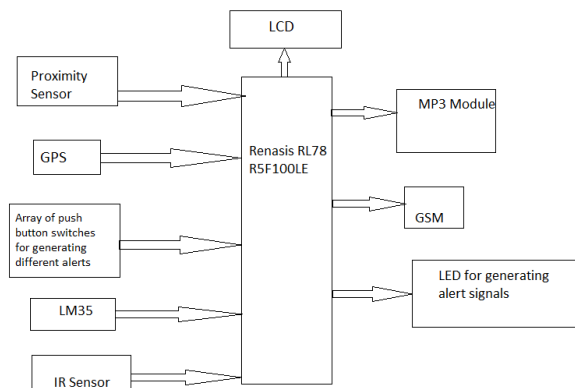 LCD
Proximity
Sensor
GPS
Array of push
button switches
for generating
different alerts
LM35
IR Sensor
Renasis RL78
R5F100LE
MP3 Module
GSM
LED for generating
alert signals